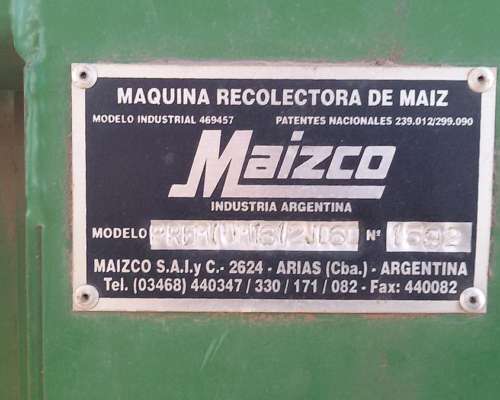 MAQUINA RECOLECTORA DE MAIZ
MODELO INDUSTRIAL 469457 PATENTES NACIONALES 239.012/299.090
Maizco
INDUSTRIA ARGENTINA
MODELO Nº
MAIZCO S.A.I.y C.- 2624 - ARIAS (Cba.) - ARGENTINA
Tel. (03468) 440347 / 330 / 171 / 082 - Fax: 440082